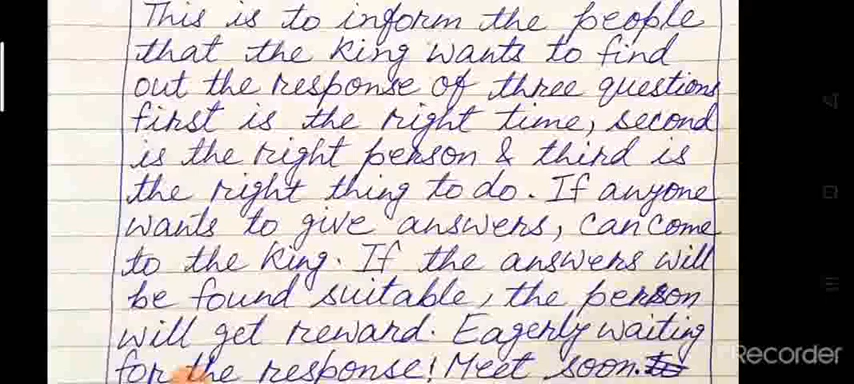 This is to inform the people
that the king wants to find
out the response of three questions
first is the right time, second
is the right person & third is
the right thing to do. If anyone
wants to give answers, can come
to the king. If the answers will
be found suitable, the person
will get reward. Eagerly waiting
for the response! Meet soon. to
Recorder